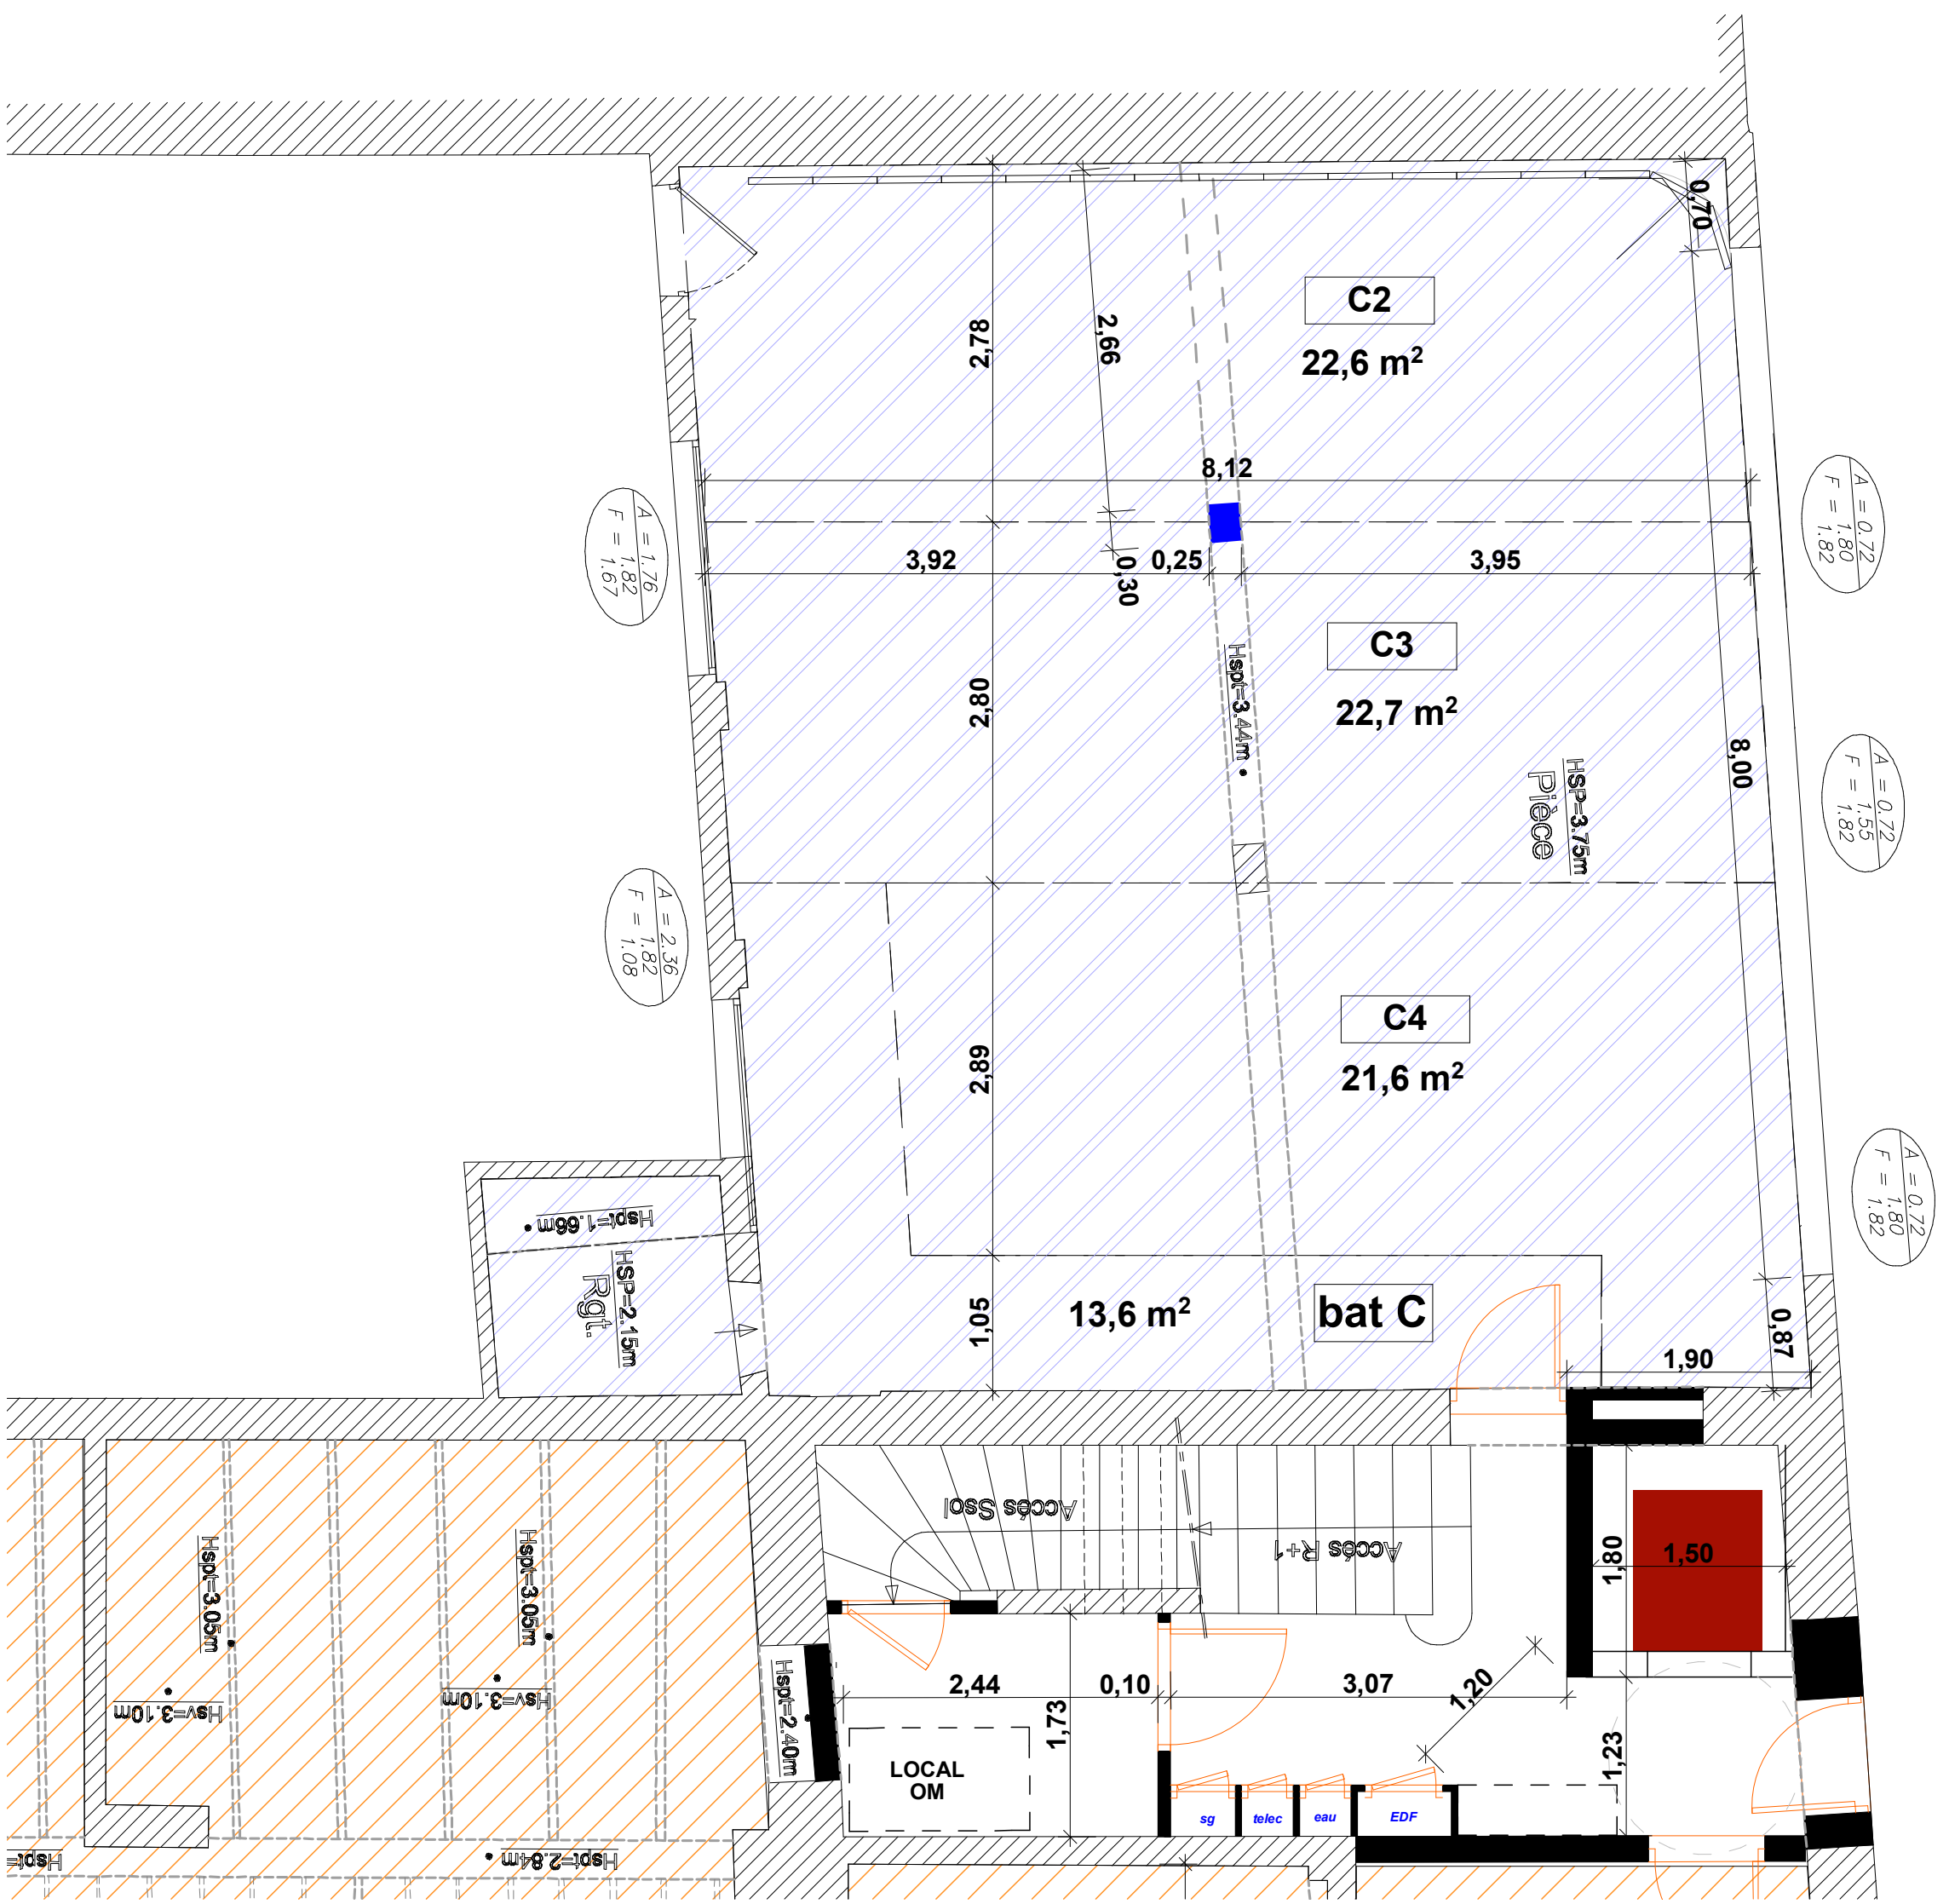 0,70
C2
22,6 m²
2,78
2,66
8,12
A = 0.72
F = 1.80
1.82
A = 1.76
F = 1.82
1.67
3,92
0,25
3,95
0,30
C3
22,7 m²
Hspt=3.44m
2,80
8,00
HSP=3.75m
Pièce
A = 0.72
F = 1.55
1.82
A = 2.36
F = 1.82
1.08
C4
21,6 m²
2,89
A = 0.72
F = 1.80
1.82
Hspt=1.66m
HSP=2.15m
Rgt.
1,05
13,6 m²
bat C
0,87
1,90
Accés Ssol
Accés R+1
Hspt=3.05m
Hspt=3.05m
1,80
1,50
Hsv=3.10m
Hsv=3.10m
Hspt=2.40m
2,44
0,10
3,07
1,20
1,73
1,23
LOCAL
OM
sg
telec
eau
EDF
Hspt=2.84m
Hspt=